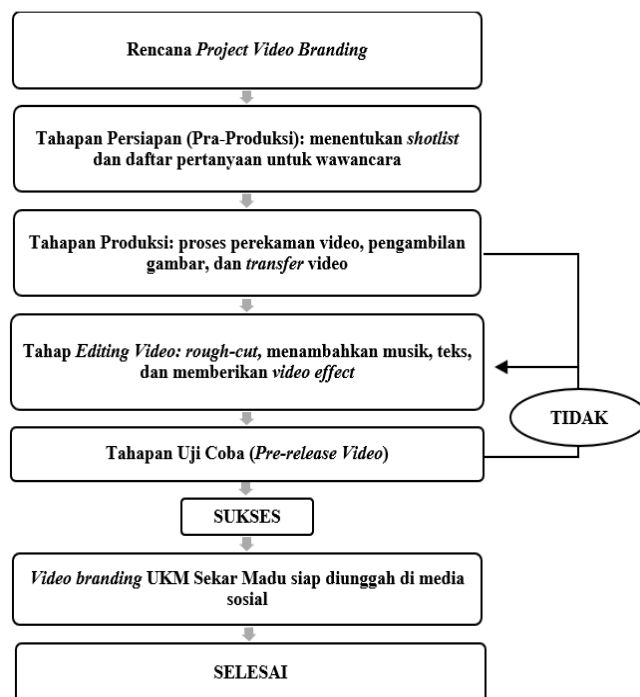 Rencana Project Video Branding
Tahapan Persiapan (Pra-Produksi): menentukan shotlist
dan daftar pertanyaan untuk wawancara
Tahapan Produksi: proses perekaman video, pengambilan
gambar, dan transfer video
Tahap Editing Video: rough-cut, menambahkan musik, teks,
dan memberikan video effect
TIDAK
Tahapan Uji Coba (Pre-release Video)
SUKSES
Video branding UKM Sekar Madu siap diunggah di media
sosial
SELESAI